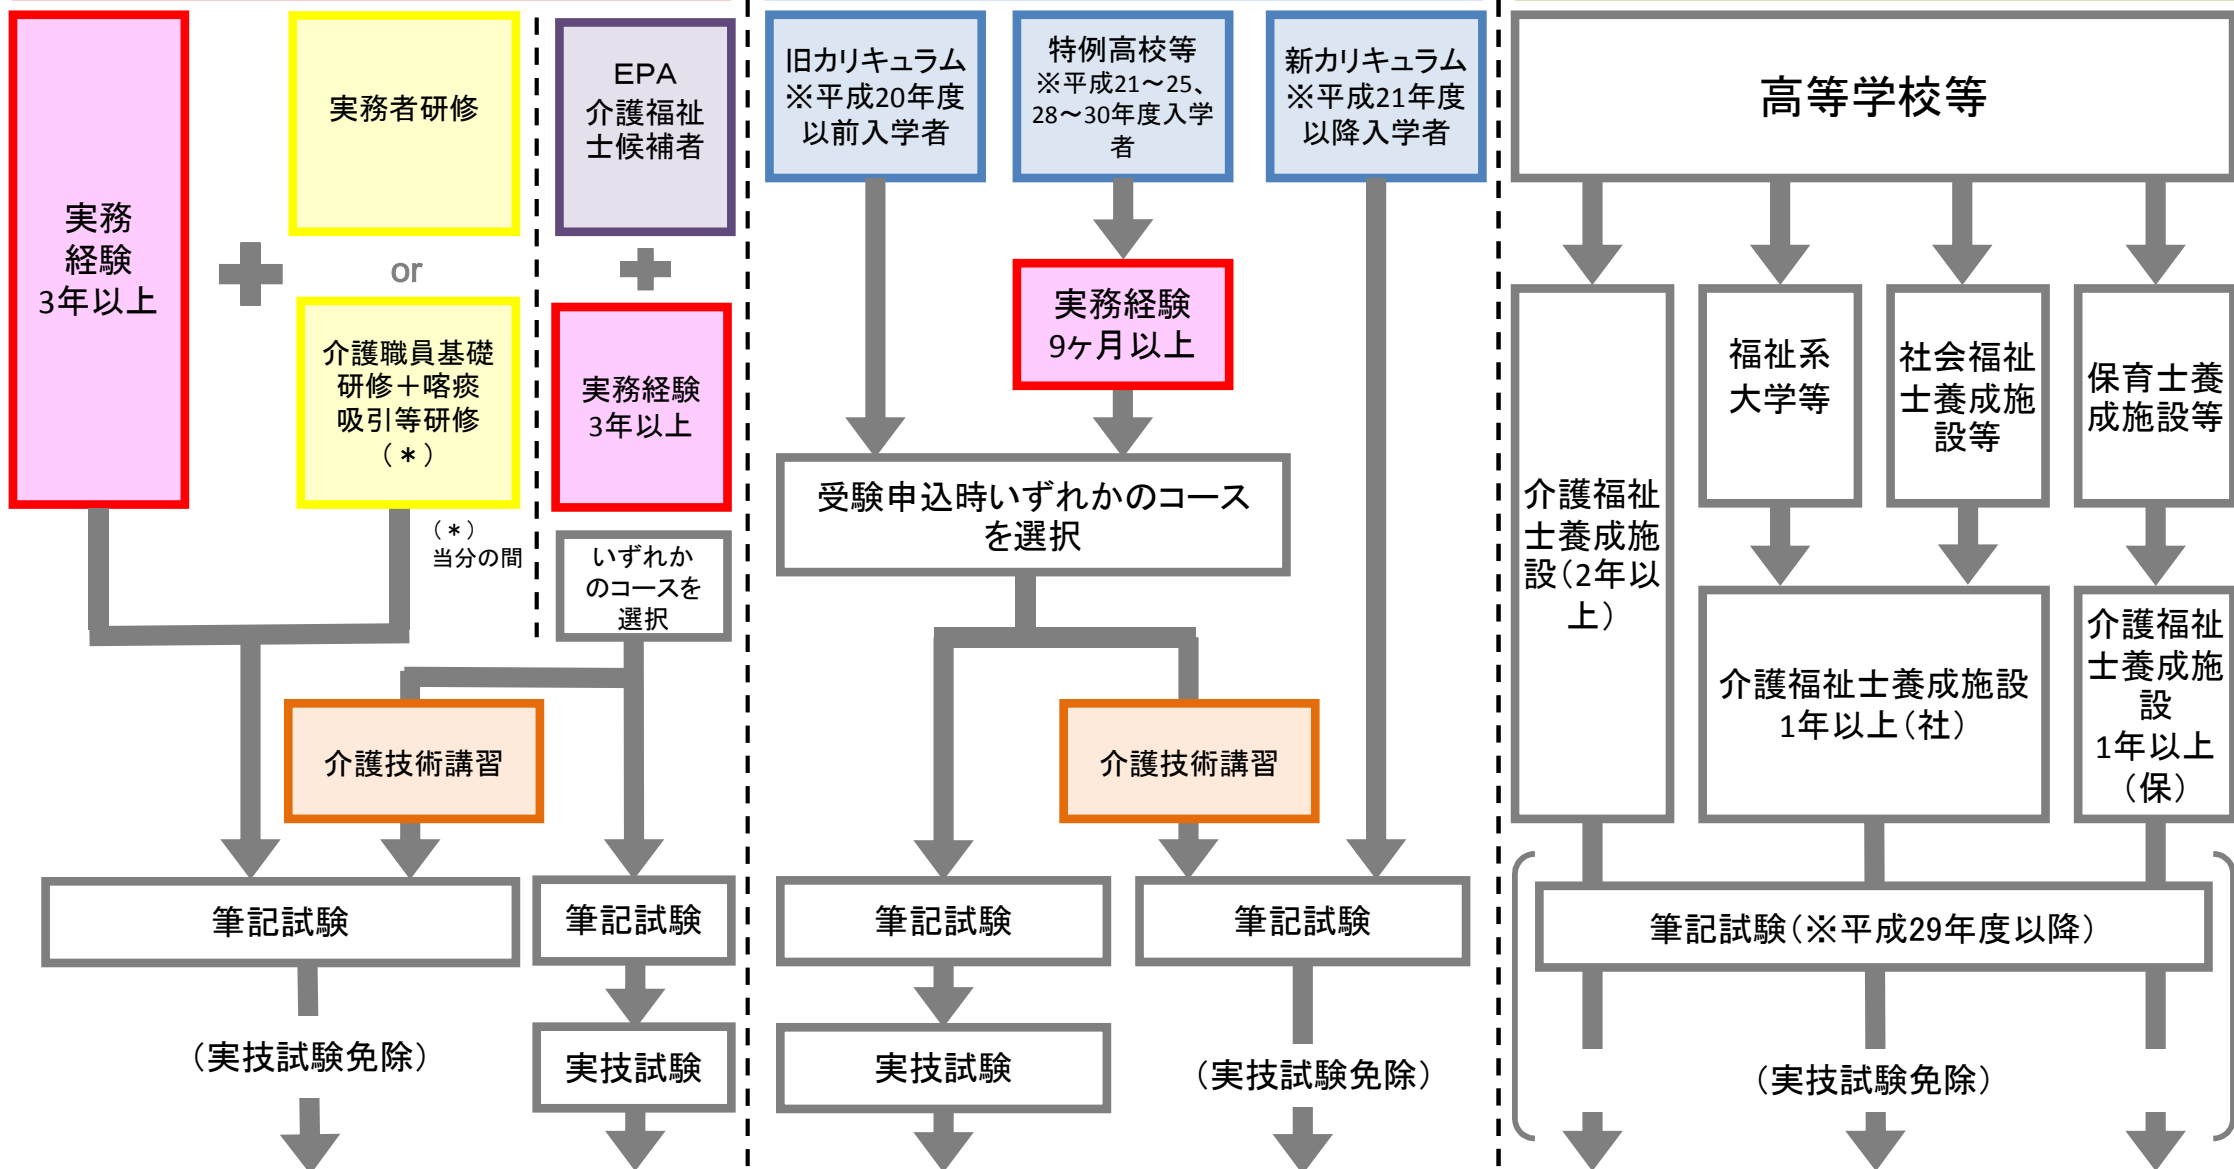 実務
経験
3年以上
実務者研修
or
介護職員基礎
研修＋喀痰
吸引等研修
（＊）
（＊）
当分の間
EPA
介護福祉
士候補者
実務経験
3年以上
いずれか
のコースを
選択
介護技術講習
筆記試験
（実技試験免除）
筆記試験
実技試験
旧カリキュラム
※平成20年度
以前入学者
特例高校等
※平成21～25、
28～30年度入学
者
新カリキュラム
※平成21年度
以降入学者
実務経験
9ヶ月以上
受験申込時いずれかのコース
を選択
介護技術講習
筆記試験
実技試験
筆記試験
（実技試験免除）
高等学校等
介護福祉
士養成施
設（2年以
上）
福祉系
大学等
社会福祉
士養成施
設等
保育士養
成施設等
介護福祉士養成施設
1年以上（社）
介護福祉
士養成施
設
1年以上
（保）
筆記試験（※平成29年度以降）
（実技試験免除）